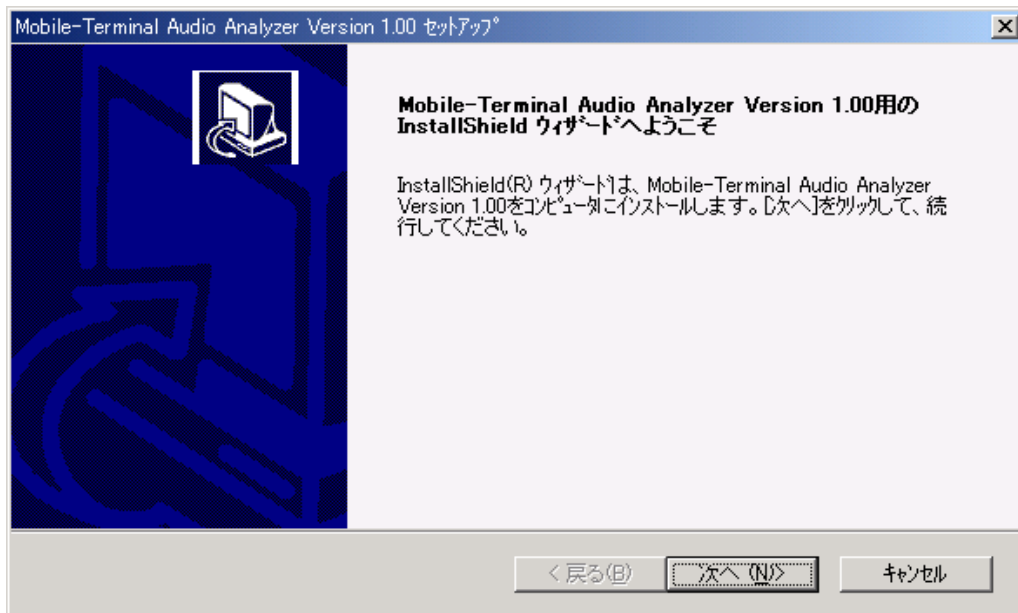 Mobile-Terminal Audio Analyzer Version 1.00 ｾｯﾄｱｯﾌﾟ
Mobile-Terminal Audio Analyzer Version 1.00用の
InstallShield ｳｨｻﾞｰﾄﾞへようこそ
InstallShield(R) ｳｨｻﾞｰﾄﾞは、Mobile-Terminal Audio Analyzer
Version 1.00をｺﾝﾋﾟｭｰﾀにｲﾝｽﾄｰﾙします。[次へ]をｸﾘｯｸして、続
行してください。
< 戻る(B)
次へ (N)>
ｷｬﾝｾﾙ